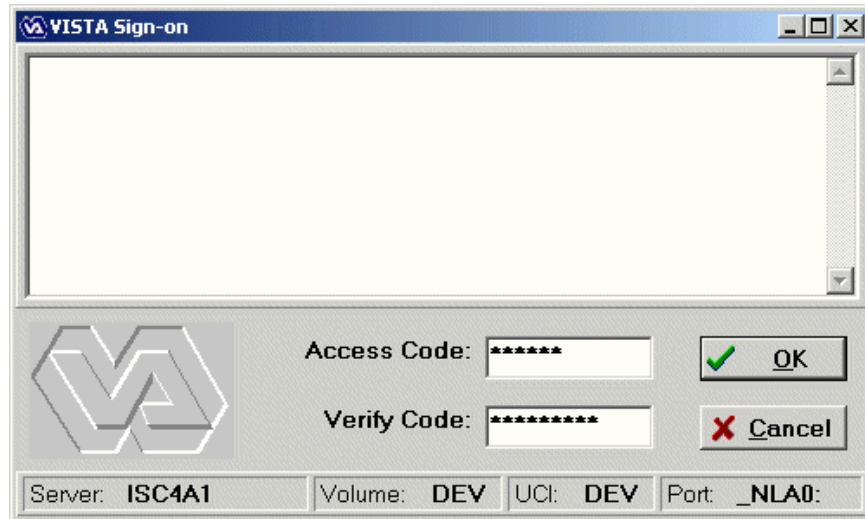 VISTA Sign-on
Access Code: ******
OK
Verify Code: *********
Cancel
Server: ISC4A1 Volume: DEV UCI: DEV Port: _NLA0: